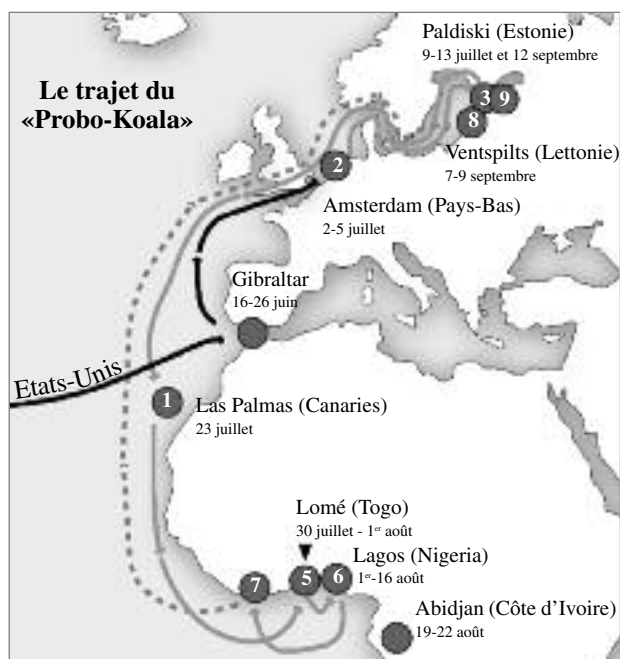 Paldiski (Estonie)
9-13 juillet et 12 septembre
Le trajet du
«Probo-Koala»
3
9
8
Ventspilts (Lettonie)
7-9 septembre
2
Amsterdam (Pays-Bas)
2-5 juillet
Gibraltar
16-26 juin
Etats-Unis
1
Las Palmas (Canaries)
23 juillet
Lomé (Togo)
30 juillet - 1er août
Lagos (Nigeria)
1er-16 août
7
5
6
Abidjan (Côte d'Ivoire)
19-22 août